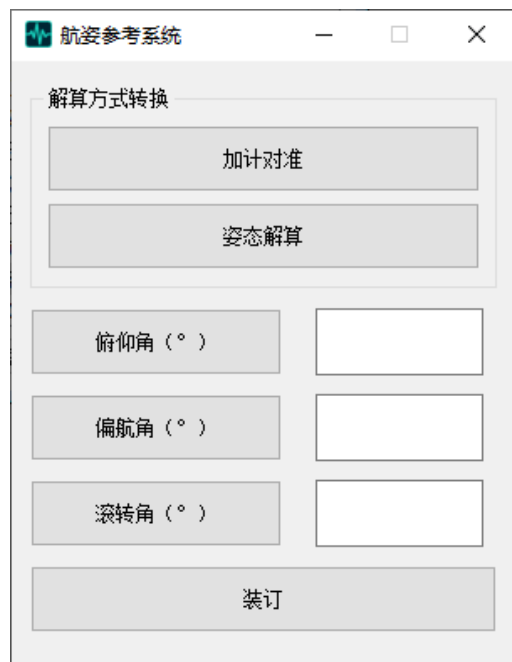 航姿参考系统
解算方式转换
加计对准
姿态解算
俯仰角（°）
偏航角（°）
滚转角（°）
装订